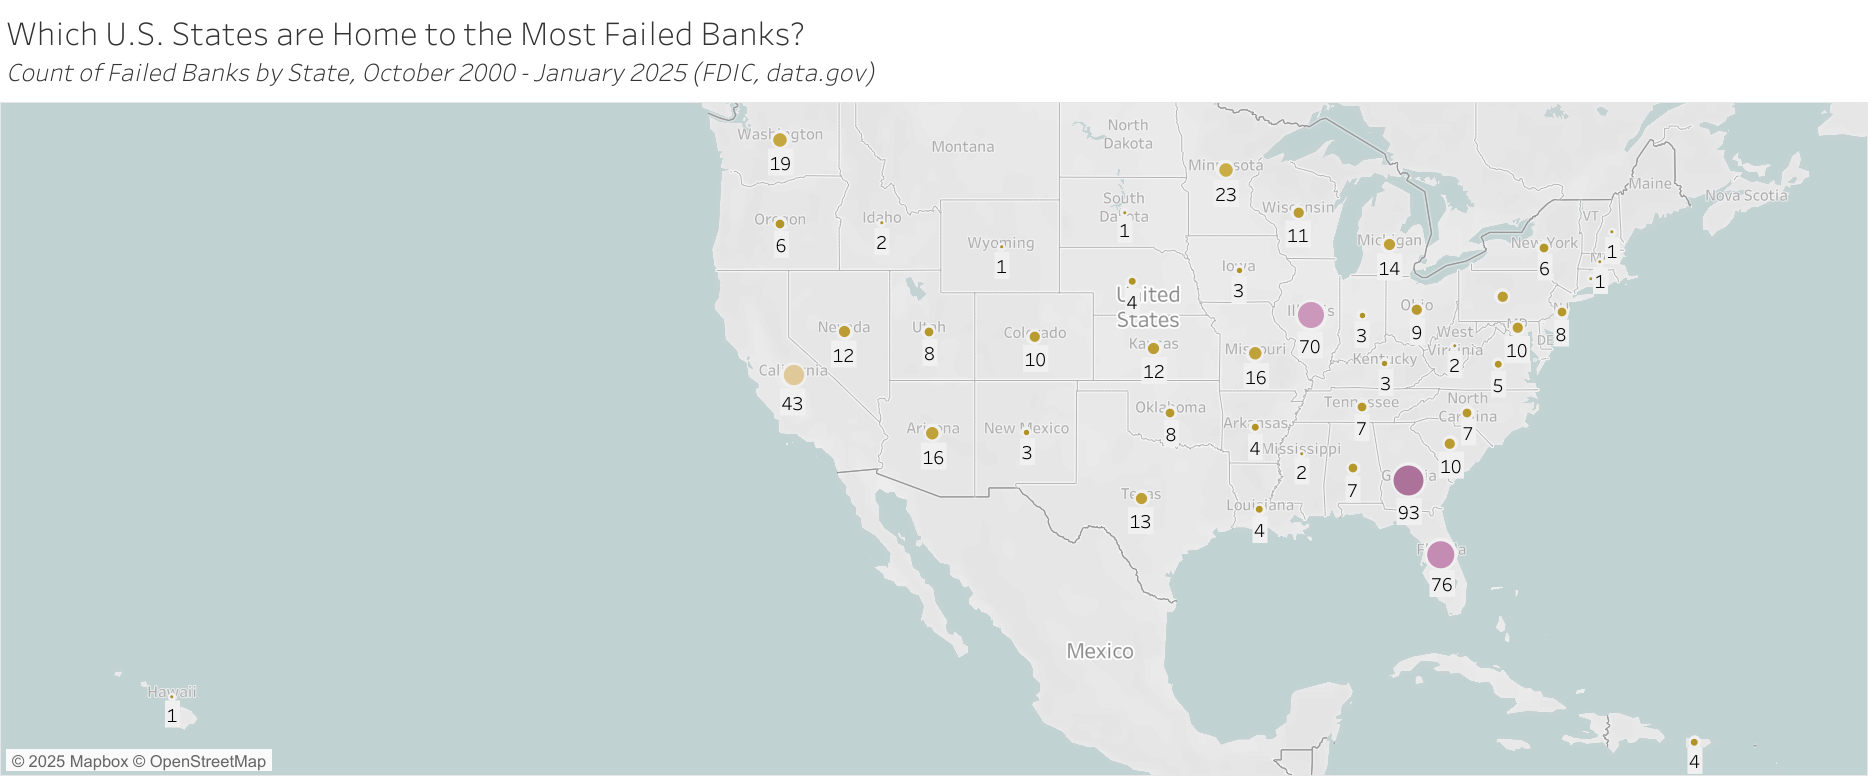 Which U.S. States are Home to the Most Failed Banks?
Count of Failed Banks by State, October 2000 - January 2025 (FDIC, data.gov)
Washington
19
Montana
North
Dakota
Minnesota
23
Maine
Nova Scotia
Oregon
6
Idaho
2
South
Dakota
1
Wisconsin
11
VT
1
Wyoming
1
Michigan
14
New York
6
1
Iowa
3
4
United
States
Illinois
70
3
Ohio
9
NJ
8
Nevada
12
Utah
8
Colorado
10
Kansas
12
Missouri
16
West
Virginia
2
MD
10
DE
California
43
Kentucky
3
5
Arizona
16
New Mexico
3
Oklahoma
8
Arkansas
4
Tennessee
7
North
Carolina
7
Mississippi
2
7
10
Georgia
93
Texas
13
Louisiana
4
Florida
76
Mexico
Hawaii
1
4
© 2025 Mapbox © OpenStreetMap